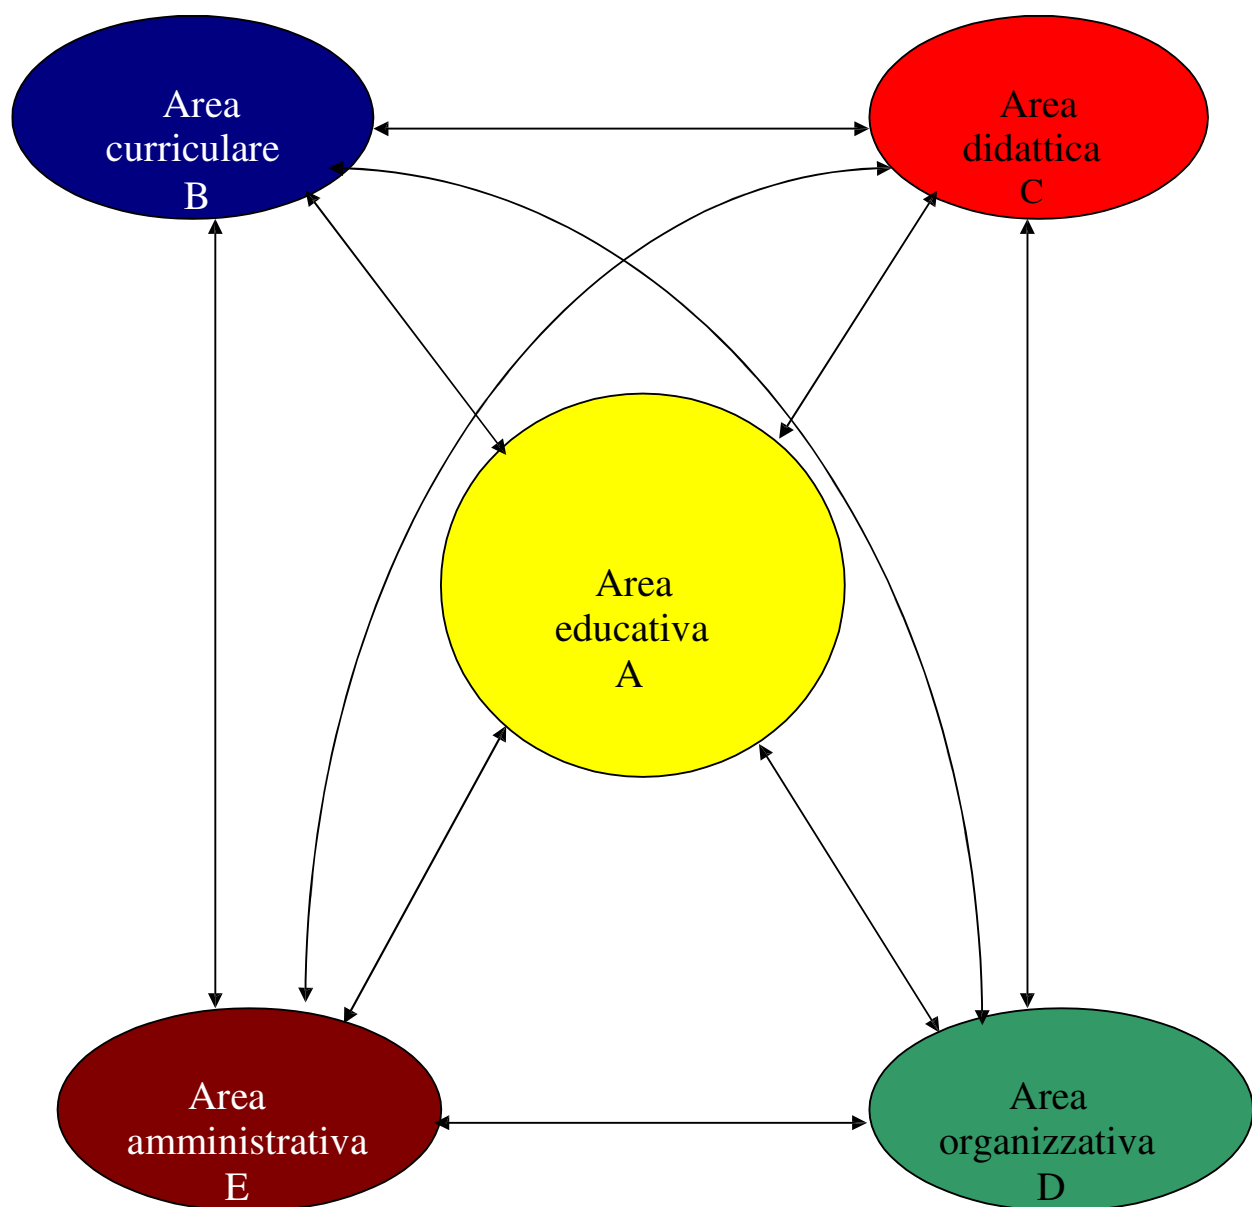 Area
curriculare
B
Area
didattica
C
Area
educativa
A
Area
amministrativa
E
Area
organizzativa
D